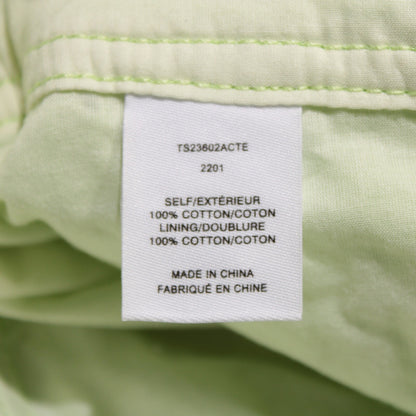 TS23602ACTE
2201
SELF/EXTÉRIEUR
100% COTTON/COTON
LINING/DOUBLURE
100% COTTON/COTON
MADE IN CHINA
FABRIQUÉ EN CHINE